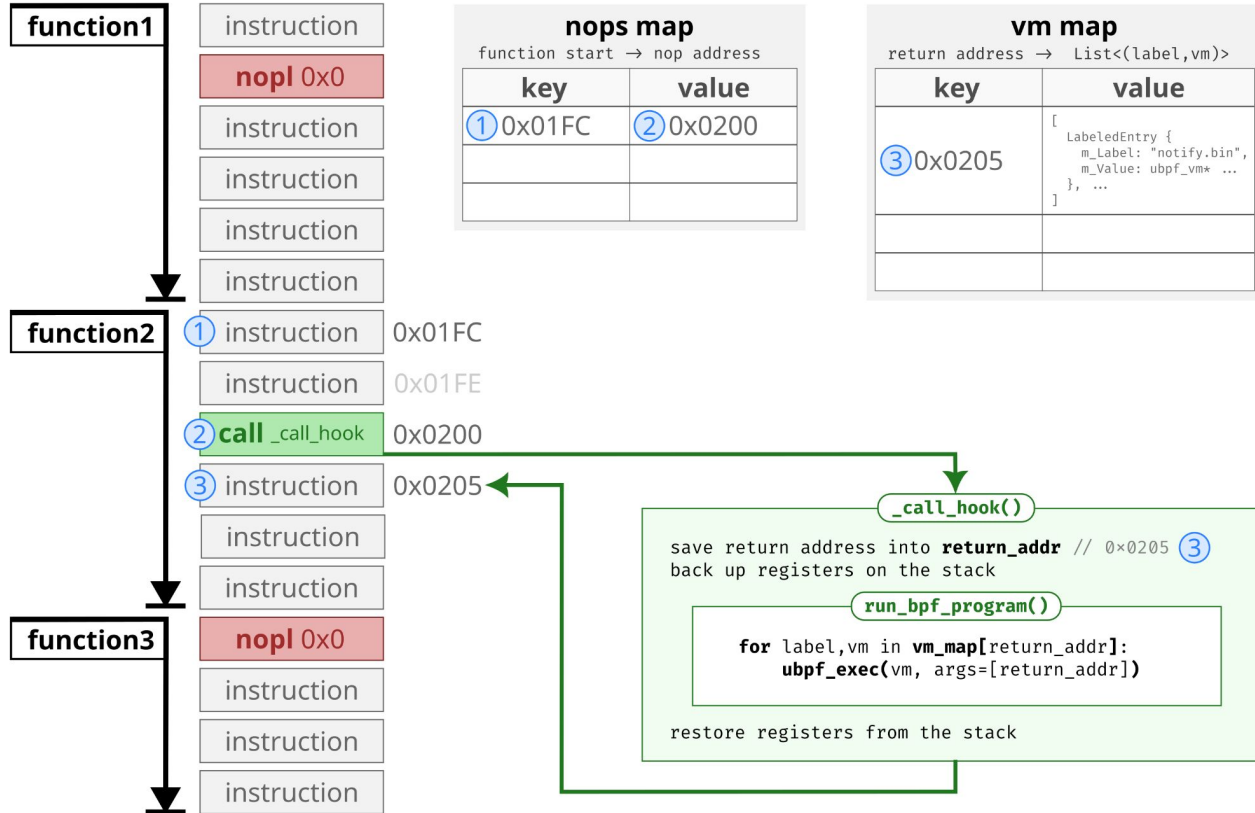 function1
instruction
nopl 0x0
instruction
instruction
instruction
instruction
function2
① instruction 0x01FC
instruction 0x01FE
② call _call_hook 0x0200
③ instruction 0x0205
instruction
instruction
function3
nopl 0x0
instruction
instruction
instruction
nops map
function start → nop address
key value
① 0x01FC ② 0x0200
vm map
return address → List<(label,vm)>
key value
③ 0x0205
[
LabeledEntry {
m_Label: "notify.bin",
m_Value: ubpf_vm* ...
}, ...
]
_call_hook()
save return address into return_addr // 0×0205 ③
back up registers on the stack
run_bpf_program()
for label,vm in vm_map[return_addr]:
ubpf_exec(vm, args=[return_addr])
restore registers from the stack